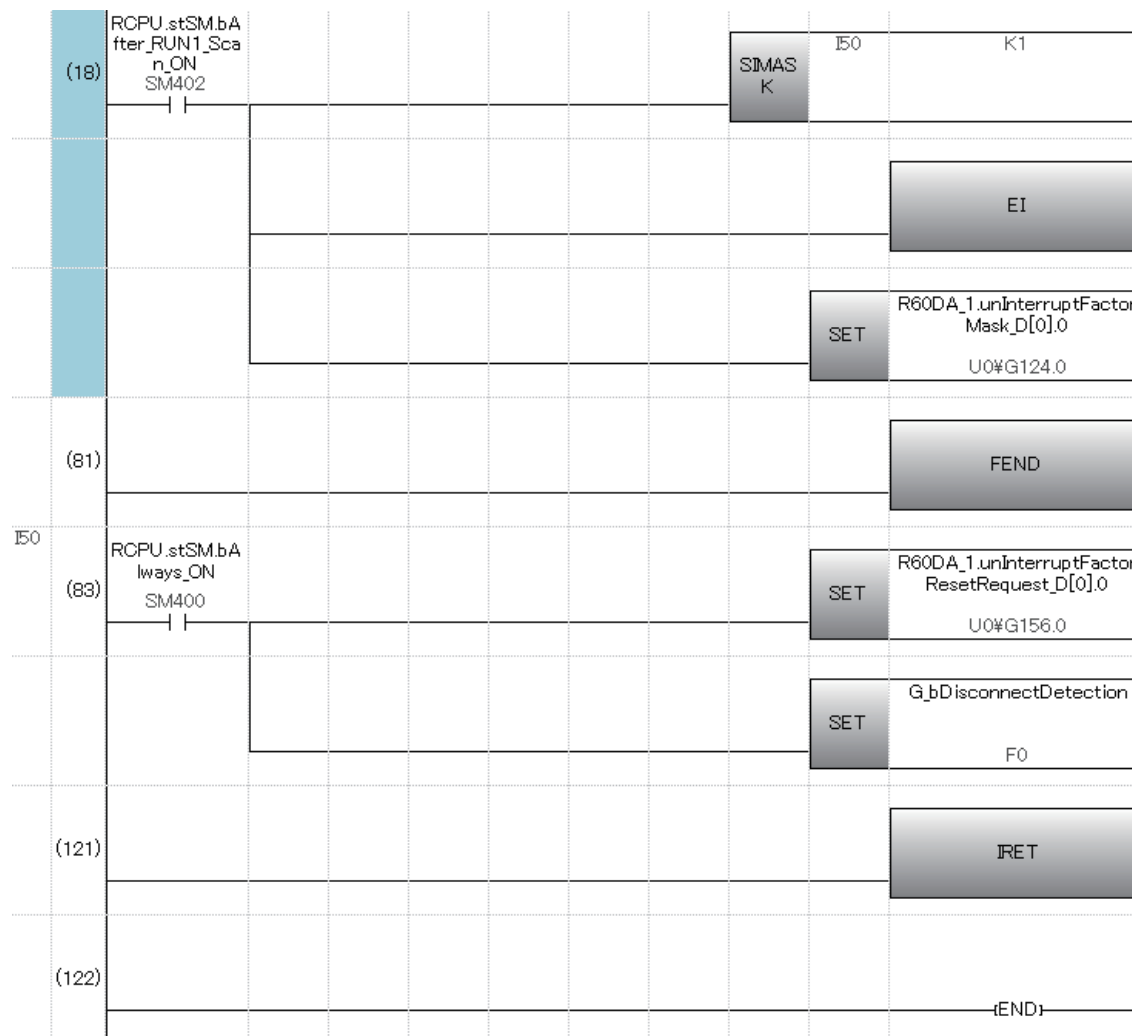 RCPU.stSM.bA
fter_RUN1_Sca
n_ON
(18)
SM402
SIMAS
K
I50
K1
EI
SET
R60DA_1.unInterruptFactor
Mask_D[0].0
U0¥G124.0
(81)
FEND
I50
(83)
RCPU.stSM.bA
lways_ON
SM400
SET
R60DA_1.unInterruptFactor
ResetRequest_D[0].0
U0¥G156.0
SET
G_bDisconnectDetection
F0
(121)
IRET
(122)
[END]